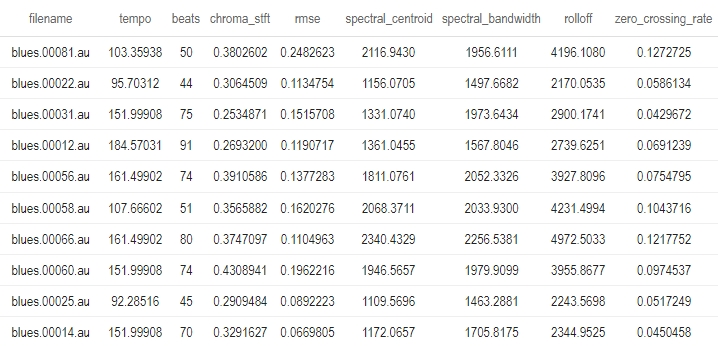 filename tempo beats chroma_stft rmse spectral_centroid spectral_bandwidth rolloff zero_crossing_rate
blues.00081.au 103.35938 50 0.3802602 0.2482623 2116.9430 1956.6111 4196.1080 0.1272725
blues.00022.au 95.70312 44 0.3064509 0.1134754 1156.0705 1497.6682 2170.0535 0.0586134
blues.00031.au 151.99908 75 0.2534871 0.1515708 1331.0740 1973.6434 2900.1741 0.0429672
blues.00012.au 184.57031 91 0.2693200 0.1190717 1361.0455 1567.8046 2739.6251 0.0691239
blues.00056.au 161.49902 74 0.3910586 0.1377283 1811.0761 2052.3326 3927.8096 0.0754795
blues.00058.au 107.66602 51 0.3565882 0.1620276 2068.3711 2033.9300 4231.4994 0.1043716
blues.00066.au 161.49902 80 0.3747097 0.1104963 2340.4329 2256.5381 4972.5033 0.1217752
blues.00060.au 151.99908 74 0.4308941 0.1962216 1946.5657 1979.9099 3955.8677 0.0974537
blues.00025.au 92.28516 45 0.2909484 0.0892223 1109.5696 1463.2881 2243.5698 0.0517249
blues.00014.au 151.99908 70 0.3291627 0.0669805 1172.0657 1705.8175 2344.9525 0.0450458